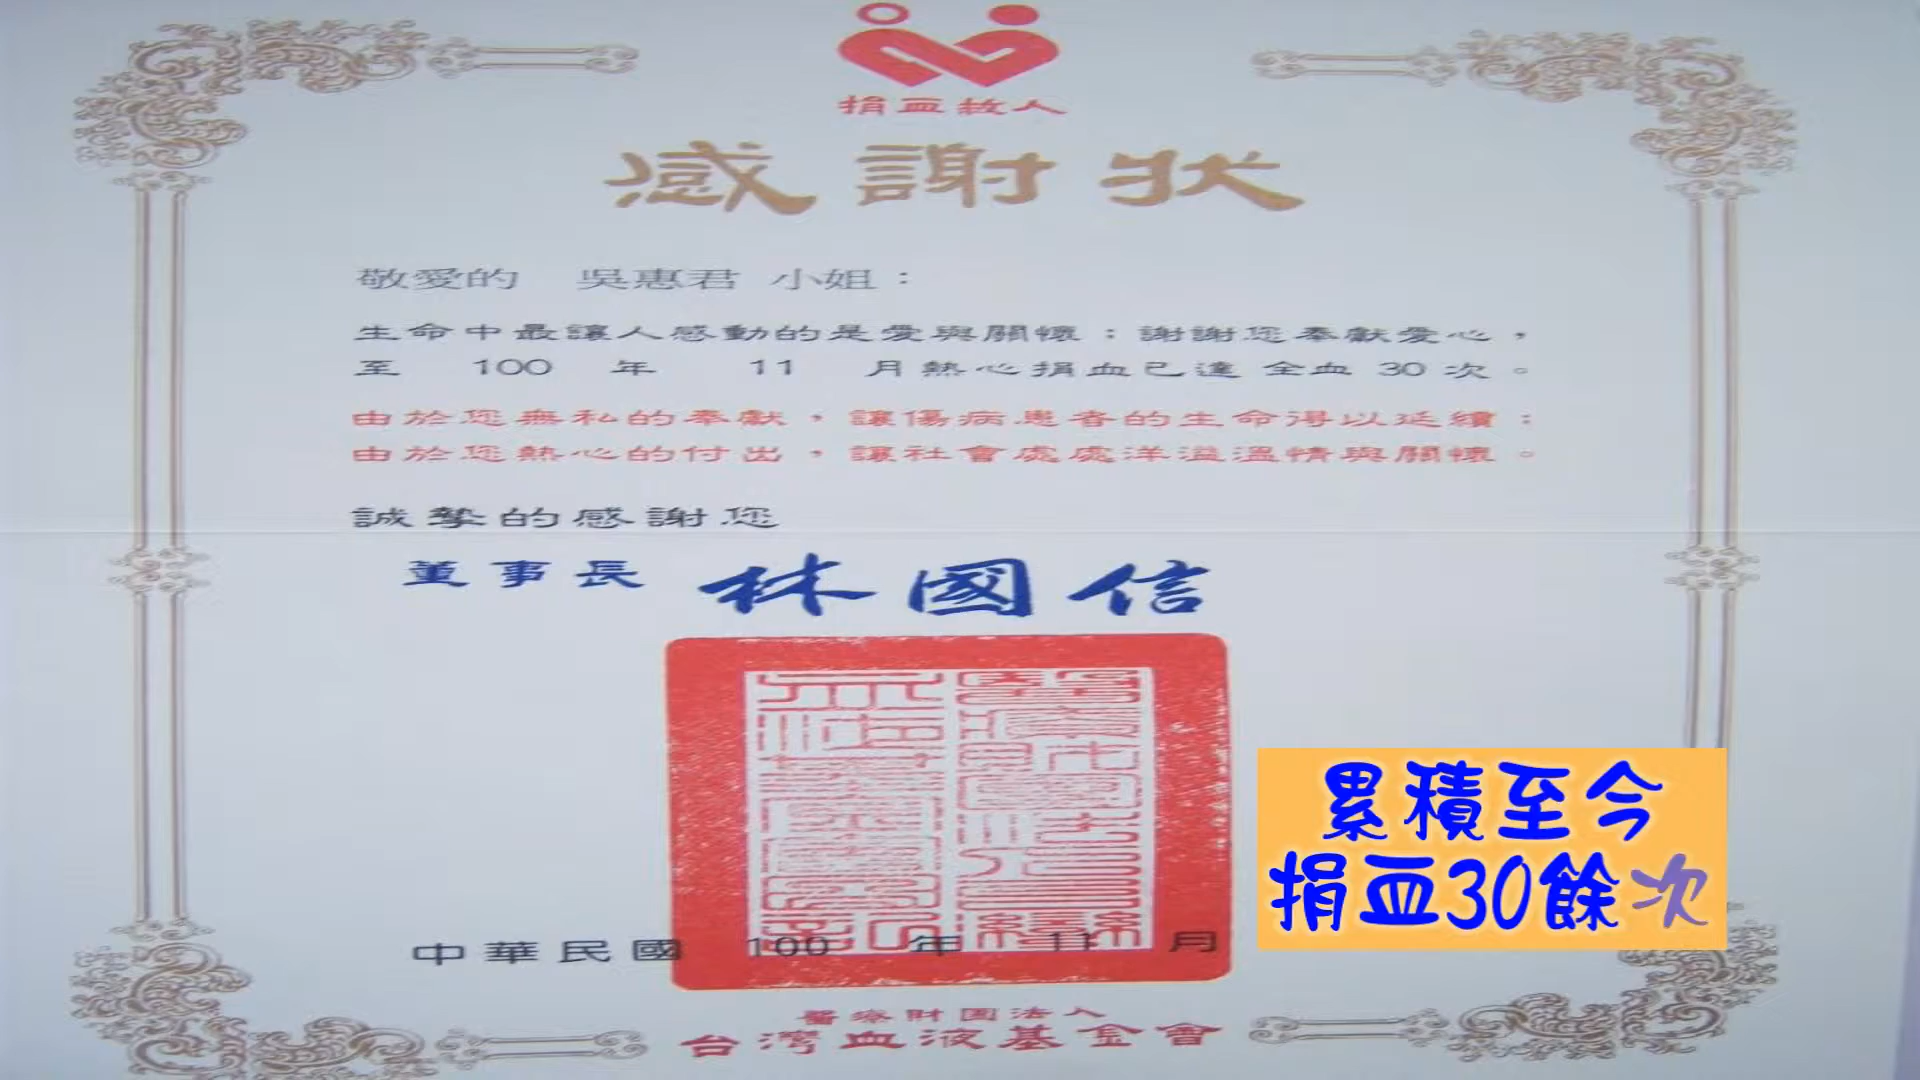 捐血救人
感謝狀
敬愛的 吳惠君 小姐：
生命中最讓人感動的是愛與關懷；謝謝您奉獻愛心，
至 100 年 11 月熱心捐血已達 全血 30 次。
由於您無私的奉獻，讓傷病患者的生命得以延續；
由於您熱心的付出，讓社會處處洋溢溫情與關懷。
誠摯的感謝您
董事長 林國信
累積至今
捐血30餘次
中華民國 100 年 11 月
醫療財團法人
台灣血液基金會